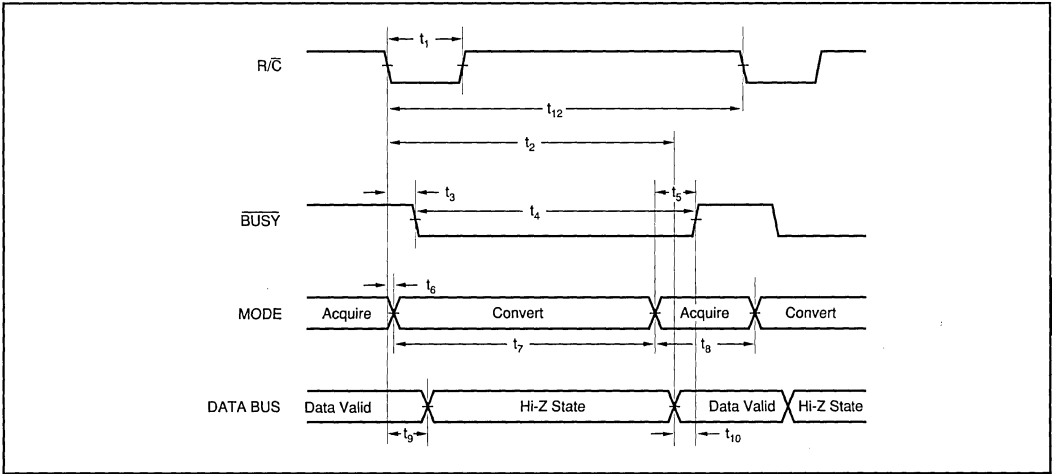 t1
R/C̅
t12
t2
t3
t5
B̅U̅S̅Y̅
t4
t6
MODE
Acquire
Convert
Acquire
Convert
t7
t8
DATA BUS
Data Valid
Hi-Z State
Data Valid
Hi-Z State
t9
t10